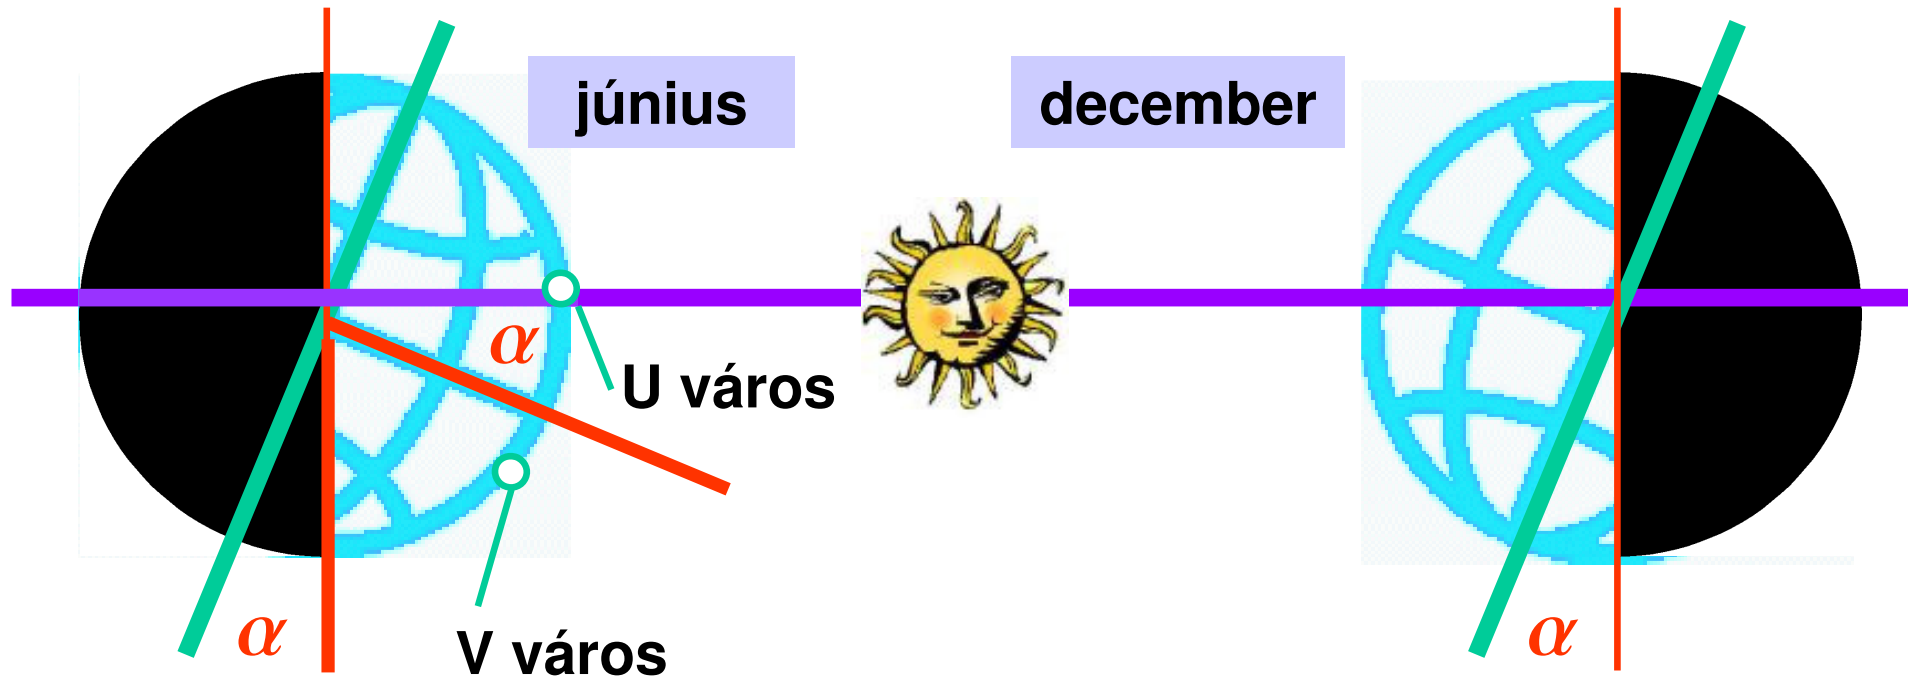 június
december
α
U város
α
V város
α